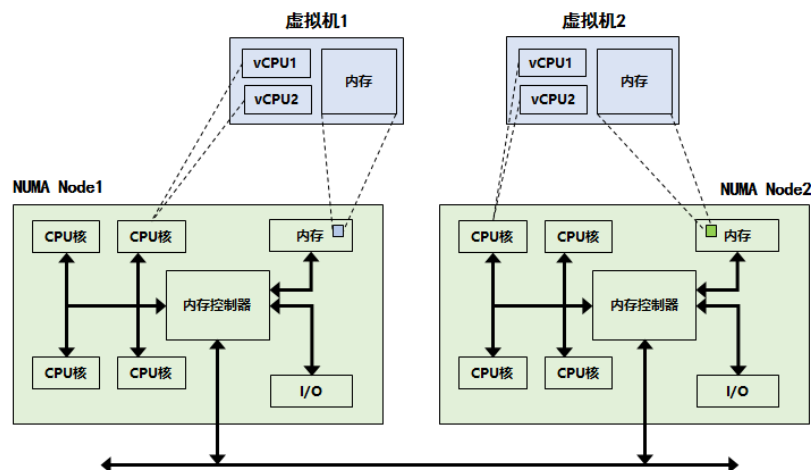 虚拟机1
vCPU1
vCPU2
内存
虚拟机2
vCPU1
vCPU2
内存
NUMA Node1
CPU核
CPU核
内存
内存控制器
CPU核
CPU核
I/O
NUMA Node2
CPU核
CPU核
内存
内存控制器
CPU核
CPU核
I/O